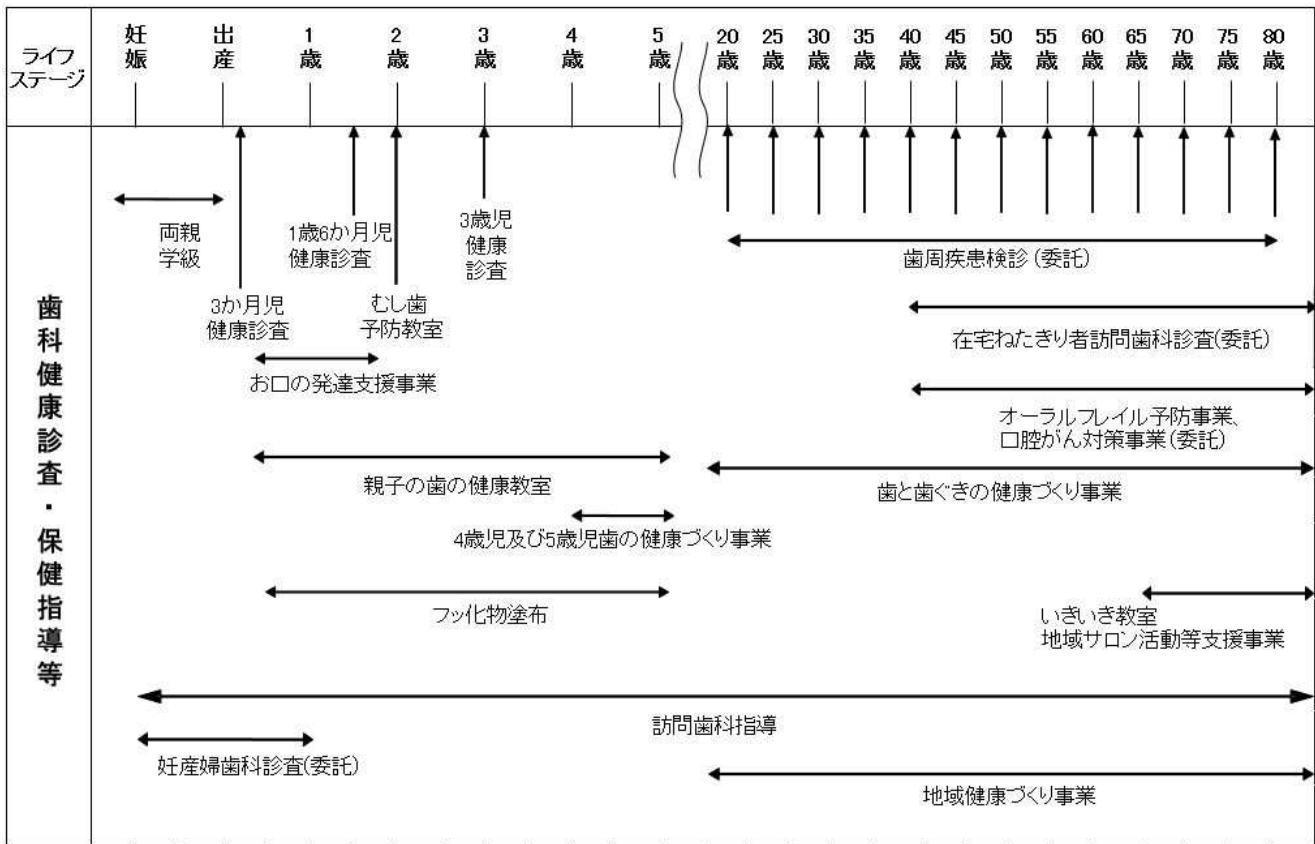 ライフ
ステージ
妊娠
出産
1歳
2歳
3歳
4歳
5歳
20歳
25歳
30歳
35歳
40歳
45歳
50歳
55歳
60歳
65歳
70歳
75歳
80歳
歯科健康診査・保健指導等
両親
学級
1歳6か月児
健康診査
3歳児
健康
診査
歯周疾患検診(委託)
3か月児
健康診査
むし歯
予防教室
在宅ねたきり者訪問歯科診査(委託)
お口の発達支援事業
オーラルフレイル予防事業、
口腔がん対策事業(委託)
親子の歯の健康教室
歯と歯ぐきの健康づくり事業
4歳児及び5歳児歯の健康づくり事業
フッ化物塗布
いきいき教室
地域サロン活動等支援事業
訪問歯科指導
妊産婦歯科診査(委託)
地域健康づくり事業